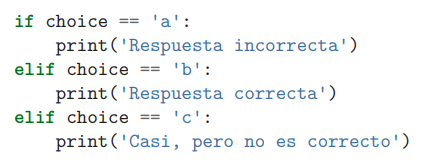 if choice == 'a':
    print('Respuesta incorrecta')
elif choice == 'b':
    print('Respuesta correcta')
elif choice == 'c':
    print('Casi, pero no es correcto')